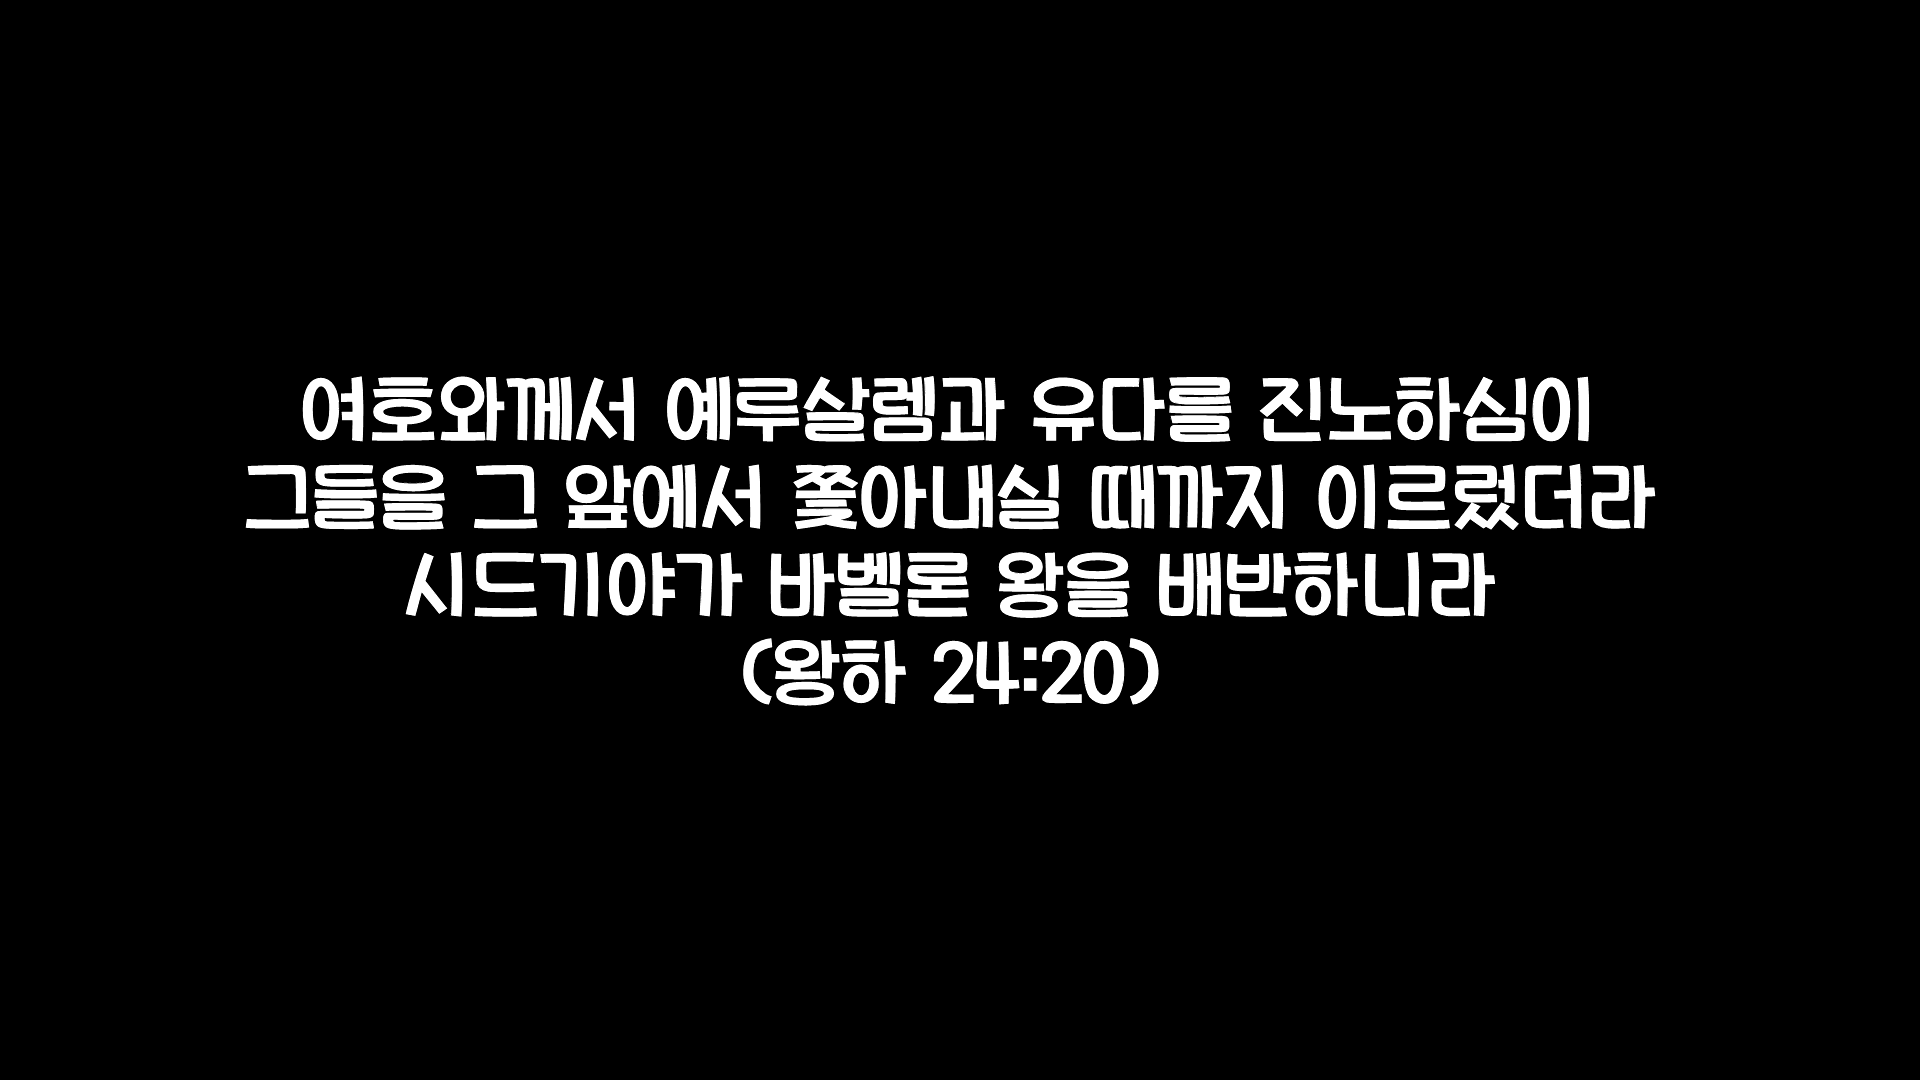 여호와께서 예루살렘과 유다를 진노하심이
그들을 그 앞에서 쫓아내실 때까지 이르렀더라
시드기야가 바벨론 왕을 배반하니라
(왕하 24:20)